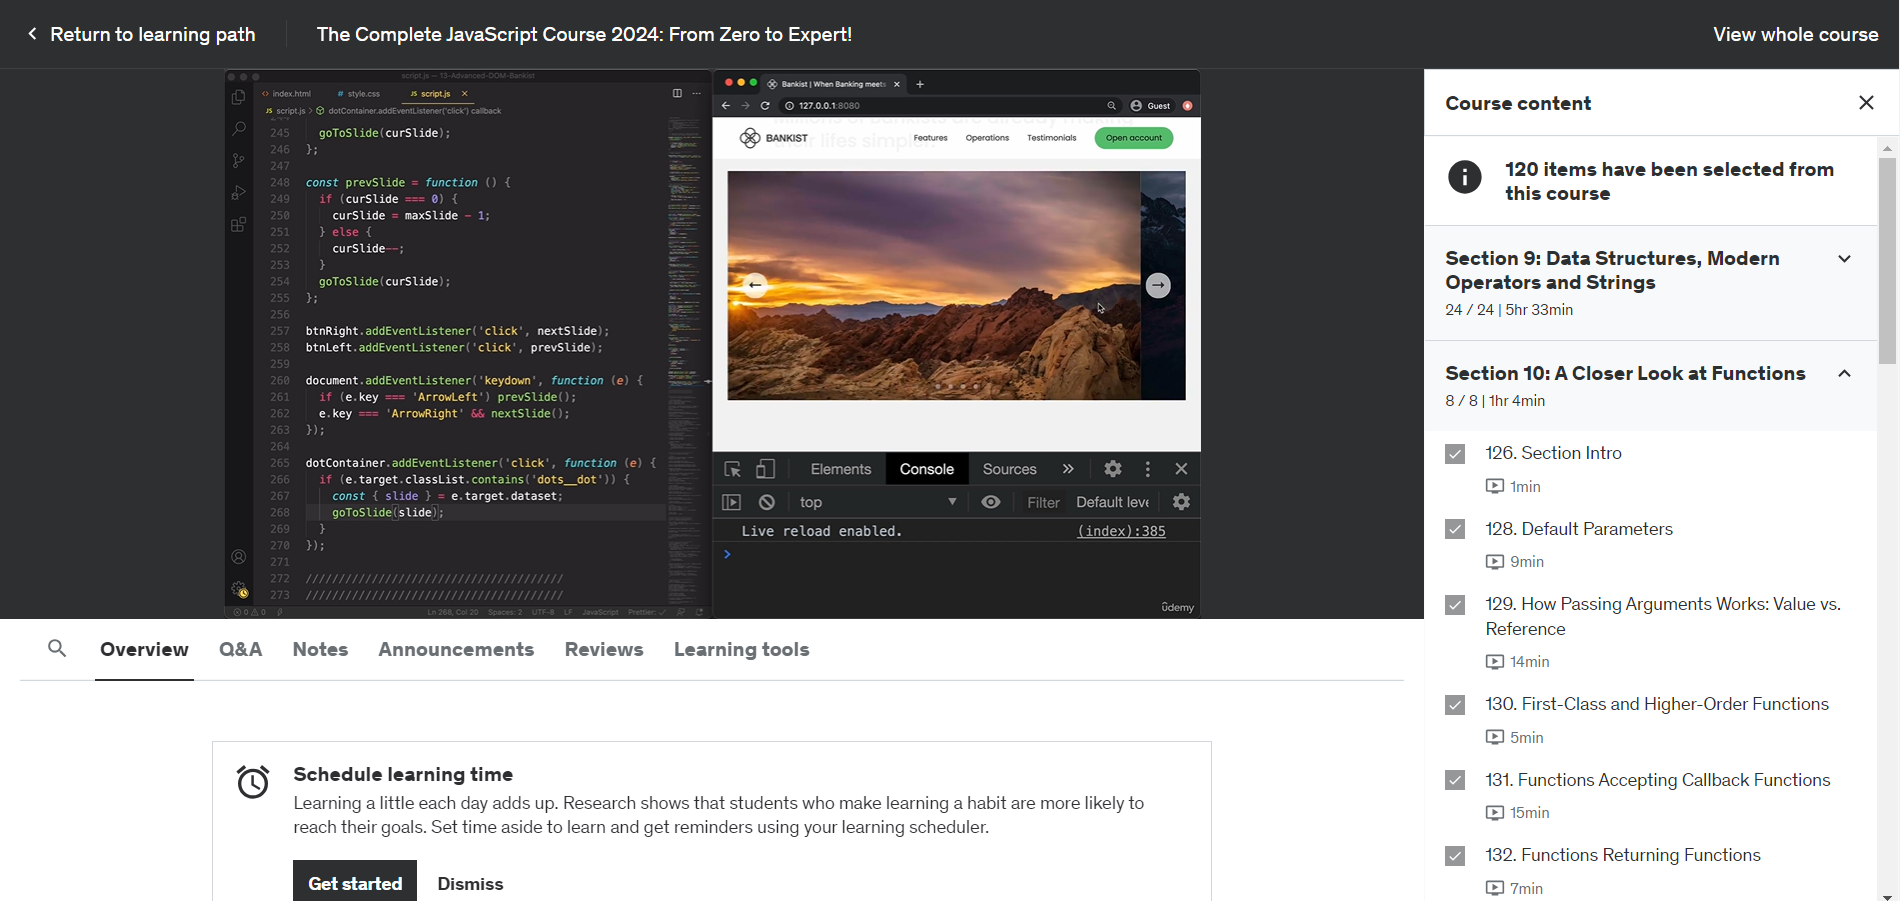 Return to learning path
The Complete JavaScript Course 2024: From Zero to Expert!
View whole course
script.js — 13-Advanced-DOM-Bankist
index.html
# style.css
JS script.js
JS script.js > dotContainer.addEventListener("click") callback
245 goToSlide(curSlide);
246 };
247
248 const prevSlide = function () {
249 if (curSlide === 0) {
250 curSlide = maxSlide - 1;
251 } else {
252 curSlide--;
253 }
254 goToSlide(curSlide);
255 };
256
257 btnRight.addEventListener('click', nextSlide);
258 btnLeft.addEventListener('click', prevSlide);
259
260 document.addEventListener('keydown', function (e) {
261 if (e.key === 'ArrowLeft') prevSlide();
262 e.key === 'ArrowRight' && nextSlide();
263 });
264
265 dotContainer.addEventListener('click', function (e) {
266 if (e.target.classList.contains('dots__dot')) {
267 const { slide } = e.target.dataset;
268 goToSlide(slide);
269 }
270 });
271
272 ///////////////////////////////////////
273 ///////////////////////////////////////
0 0
Ln 268, Col 20 Spaces: 2 UTF-8 LF JavaScript Prettier: ✓
Bankist | When Banking meets
127.0.0.1:8080
Guest
Millions of Bankists are already making
their lifes simpler.
BANKIST
Features
Operations
Testimonials
Open account
Elements
Console
Sources
top
Filter
Default leve
Live reload enabled.
(index):385
ûdemy
Overview
Q&A
Notes
Announcements
Reviews
Learning tools
Schedule learning time
Learning a little each day adds up. Research shows that students who make learning a habit are more likely to
reach their goals. Set time aside to learn and get reminders using your learning scheduler.
Get started
Dismiss
Course content
120 items have been selected from
this course
Section 9: Data Structures, Modern
Operators and Strings
24 / 24 | 5hr 33min
Section 10: A Closer Look at Functions
8 / 8 | 1hr 4min
126. Section Intro
1min
128. Default Parameters
9min
129. How Passing Arguments Works: Value vs.
Reference
14min
130. First-Class and Higher-Order Functions
5min
131. Functions Accepting Callback Functions
15min
132. Functions Returning Functions
7min